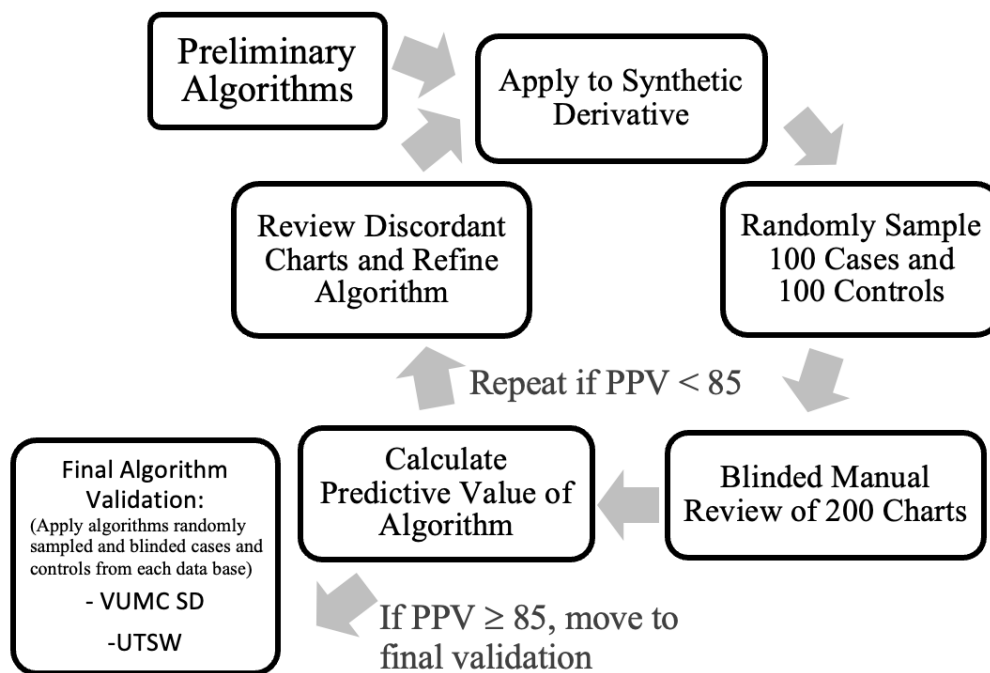 Preliminary
Algorithms
Apply to Synthetic
Derivative
Review Discordant
Charts and Refine
Algorithm
Randomly Sample
100 Cases and
100 Controls
Repeat if PPV < 85
Final Algorithm
Validation:
(Apply algorithms randomly
sampled and blinded cases and
controls from each data base)
- VUMC SD
-UTSW
Calculate
Predictive Value of
Algorithm
Blinded Manual
Review of 200 Charts
If PPV ≥ 85, move to
final validation